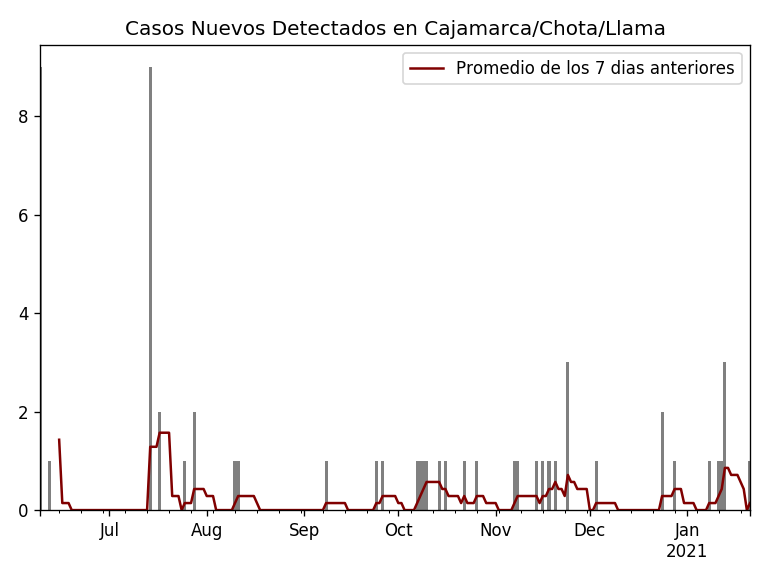 Casos Nuevos Detectados en Cajamarca/Chota/Llama
Promedio de los 7 dias anteriores
8
6
4
2
0
Jul Aug Sep Oct Nov Dec Jan
2021